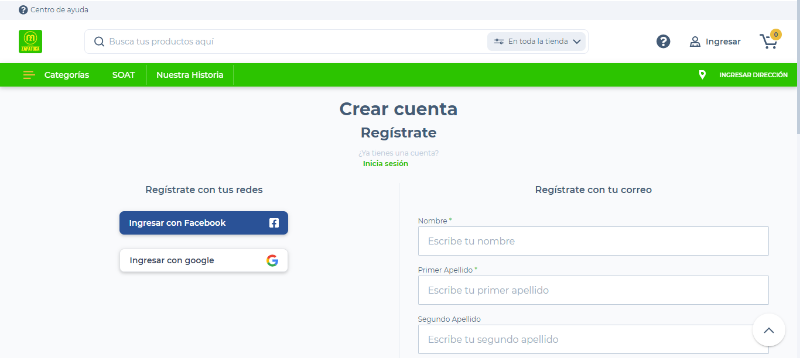 Centro de ayuda
Busca tus productos aquí
En toda la tienda
Ingresar
0
Categorías
SOAT
Nuestra Historia
INGRESAR DIRECCIÓN
Crear cuenta
Regístrate
¿Ya tienes una cuenta?
Inicia sesión
Regístrate con tus redes
Ingresar con Facebook
Ingresar con google
Regístrate con tu correo
Nombre *
Escribe tu nombre
Primer Apellido *
Escribe tu primer apellido
Segundo Apellido
Escribe tu segundo apellido